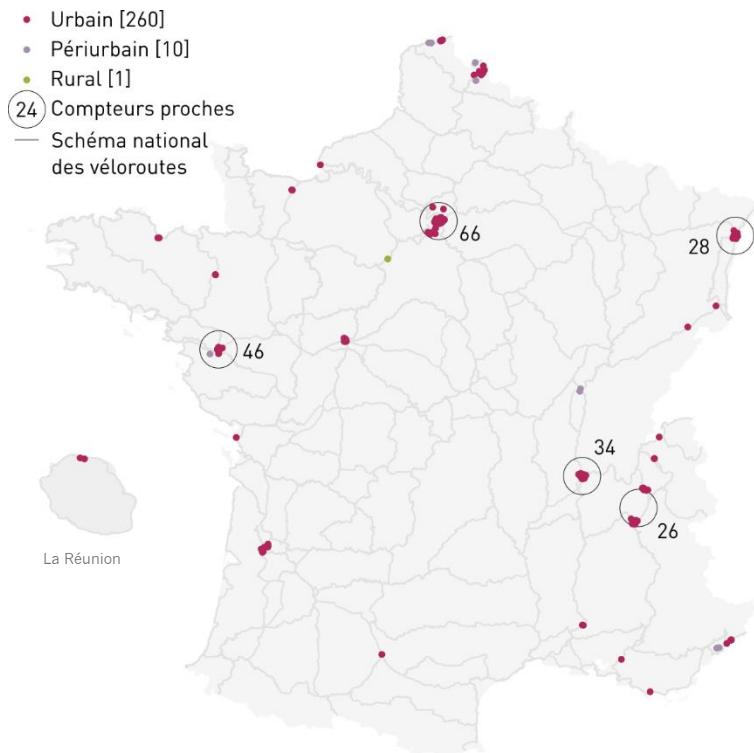 Urbain [260]
Périurbain [10]
Rural [1]
24 Compteurs proches
Schéma national
des véloroutes
66
28
46
34
26
La Réunion